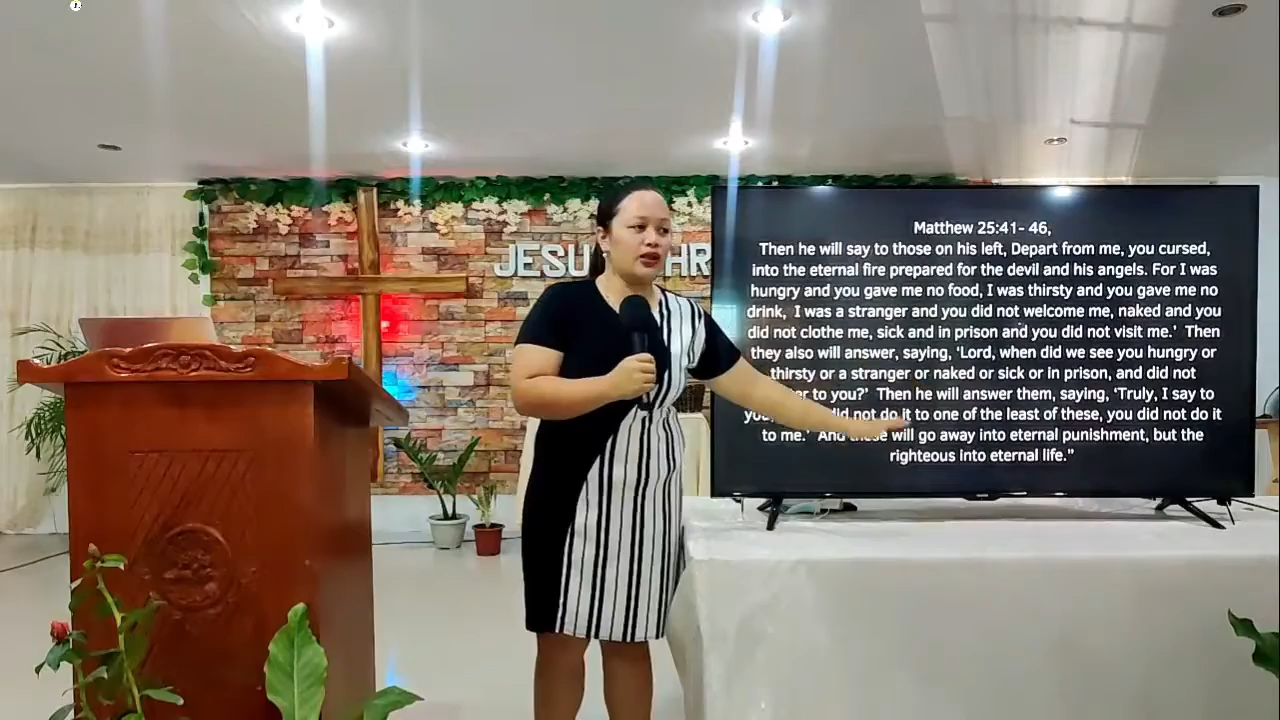 JESU
HR
Matthew 25:41- 46,
Then he will say to those on his left, Depart from me, you cursed,
into the eternal fire prepared for the devil and his angels. For I was
hungry and you gave me no food, I was thirsty and you gave me no
drink, I was a stranger and you did not welcome me, naked and you
did not clothe me, sick and in prison and you did not visit me.' Then
they also will answer, saying, 'Lord, when did we see you hungry or
thirsty or a stranger or naked or sick or in prison, and did not
er to you?' Then he will answer them, saying, 'Truly, I say to
did not do it to one of the least of these, you did not do it
to me.' And these will go away into eternal punishment, but the
righteous into eternal life."